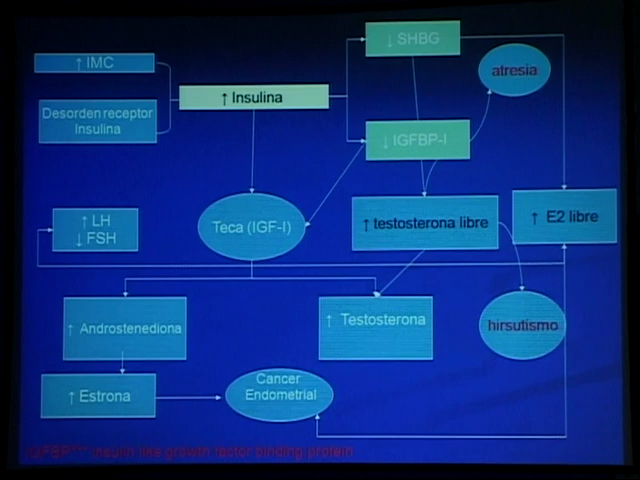 ↓ SHBG
↑ IMC
atresia
↑ Insulina
Desorden receptor
Insulina
↓ IGFBP-I
↑ LH
↓ FSH
Teca (IGF-I)
↑ testosterona libre
↑ E2 libre
↑ Androstenediona
↑ Testosterona
hirsutismo
↑ Estrona
Cancer
Endometrial
IGFBP*** insulin like growth factor binding protein